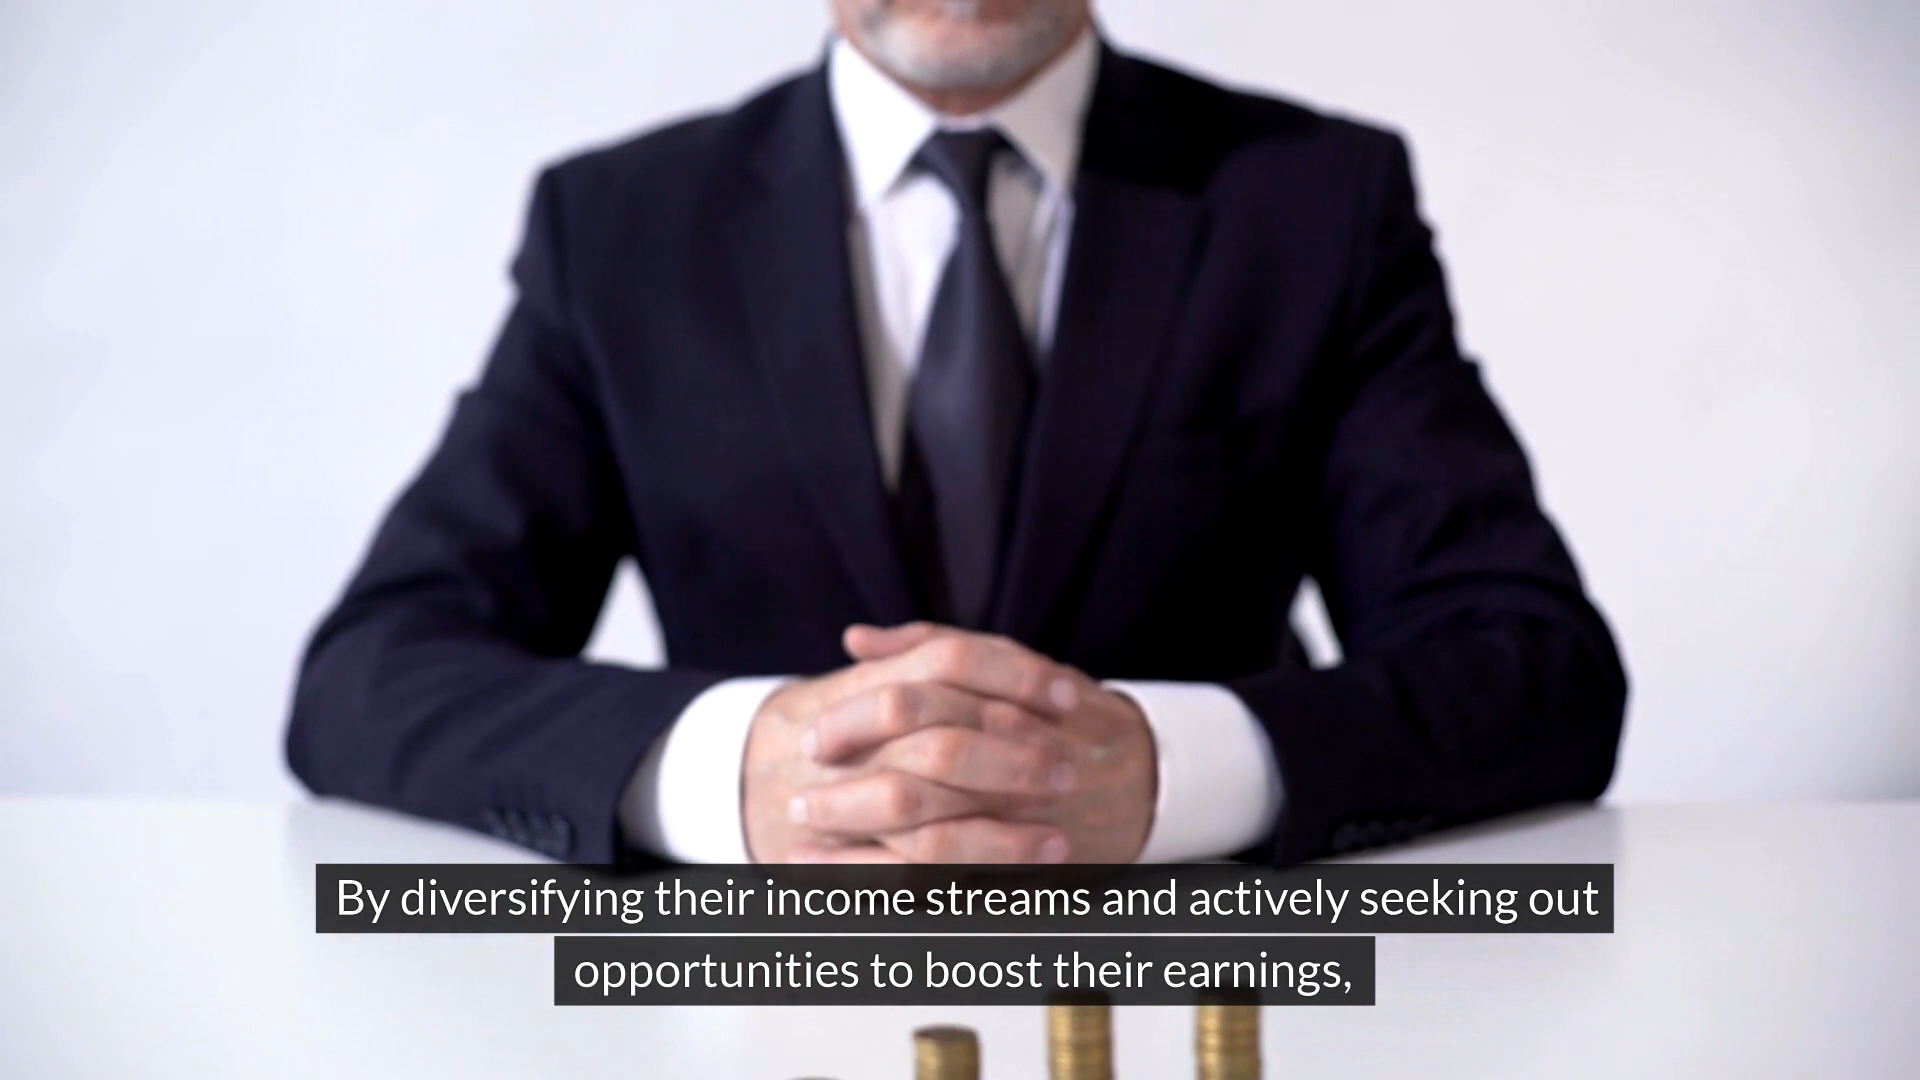 By diversifying their income streams and actively seeking out
opportunities to boost their earnings,